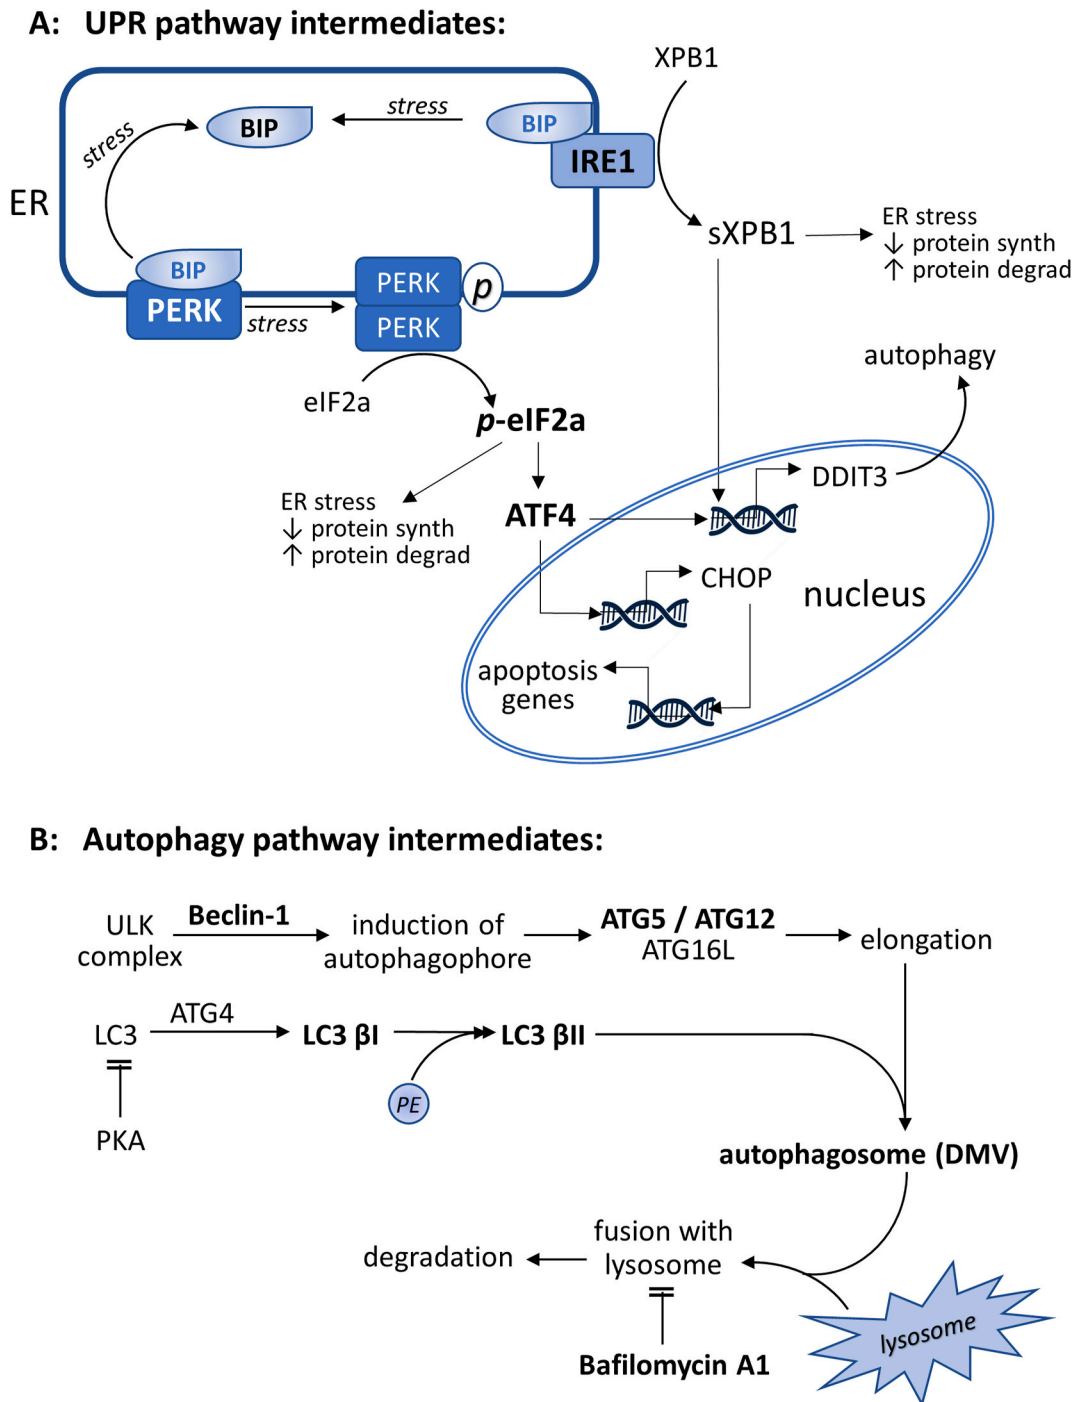 A: UPR pathway intermediates:
XPB1
stress
BIP
stress
BIP
IRE1
ER
sXPB1
ER stress
↓ protein synth
↑ protein degrad
BIP
PERK
stress
PERK
p
PERK
eIF2a
p-eIF2a
autophagy
ER stress
↓ protein synth
↑ protein degrad
ATF4
DDIT3
CHOP
nucleus
apoptosis
genes
B: Autophagy pathway intermediates:
ULK
complex
Beclin-1
induction of
autophagophore
ATG5 / ATG12
ATG16L
elongation
LC3
ATG4
LC3 βI
LC3 βII
PE
PKA
autophagosome (DMV)
fusion with
lysosome
degradation
lysosome
Bafilomycin A1